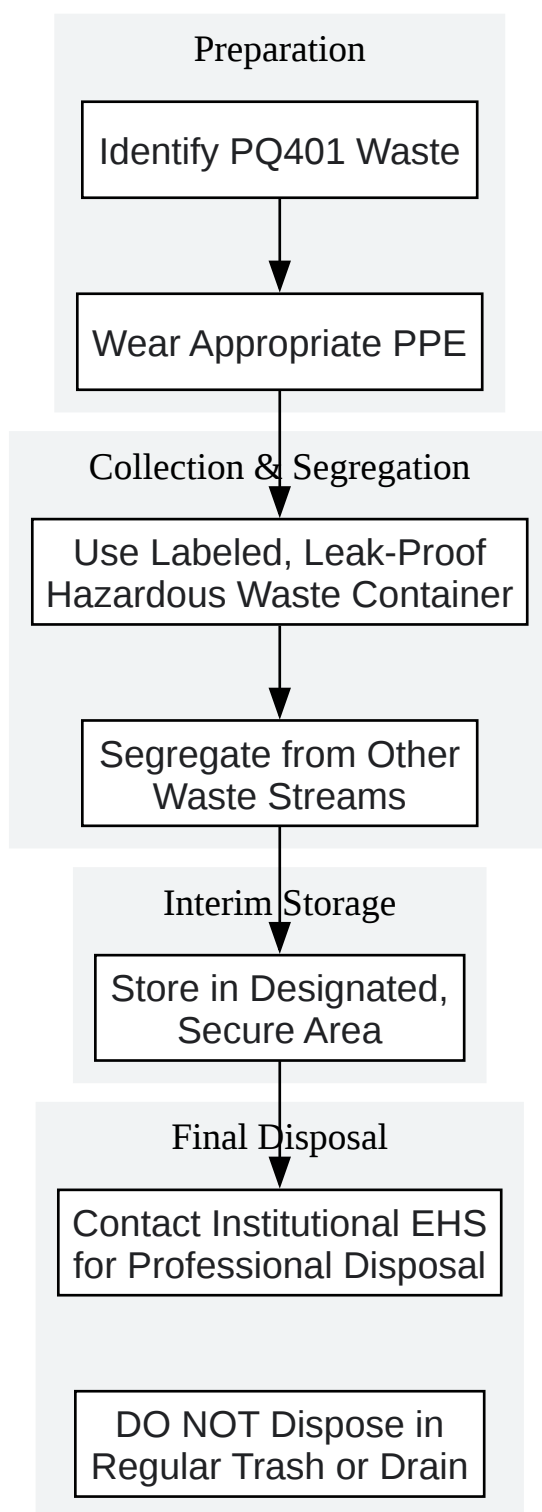 Preparation
Identify PQ401 Waste
Wear Appropriate PPE
Collection & Segregation
Use Labeled, Leak-Proof
Hazardous Waste Container
Segregate from Other
Waste Streams
Interim Storage
Store in Designated,
Secure Area
Final Disposal
Contact Institutional EHS
for Professional Disposal
DO NOT Dispose in
Regular Trash or Drain